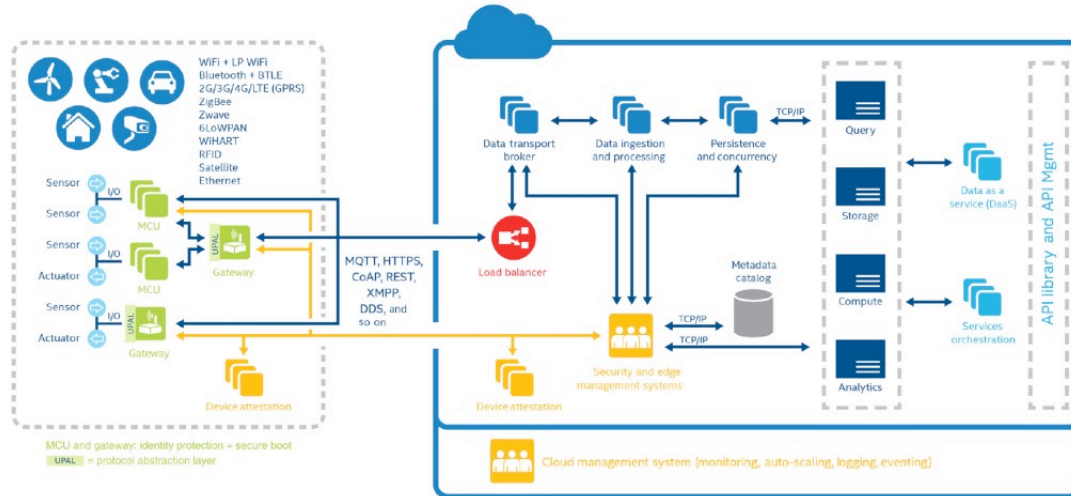 WiFi + LP WiFi
Bluetooth + BTLE
2G/3G/4G/LTE (GPRS)
ZigBee
Zwave
6LoWPAN
WiHART
RFID
Satellite
Ethernet
Sensor
I/O
Sensor
MCU
Sensor
Actuator
MCU
UPAL
Gateway
Sensor
I/O
Actuator
UPAL
Gateway
Device attestation
MCU and gateway: identity protection + secure boot
UPAL = protocol abstraction layer
MQTT, HTTPS,
CoAP, REST,
XMPP,
DDS, and
so on
Data transport
broker
Data ingestion
and processing
Persistence
and concurrency
TCP/IP
Load balancer
Metadata
catalog
TCP/IP
TCP/IP
Security and edge
management systems
Device attestation
Query
Storage
Compute
Analytics
Data as a
service (DaaS)
Services
orchestration
API library and API Mgmt
Cloud management system (monitoring, auto-scaling, logging, eventing)